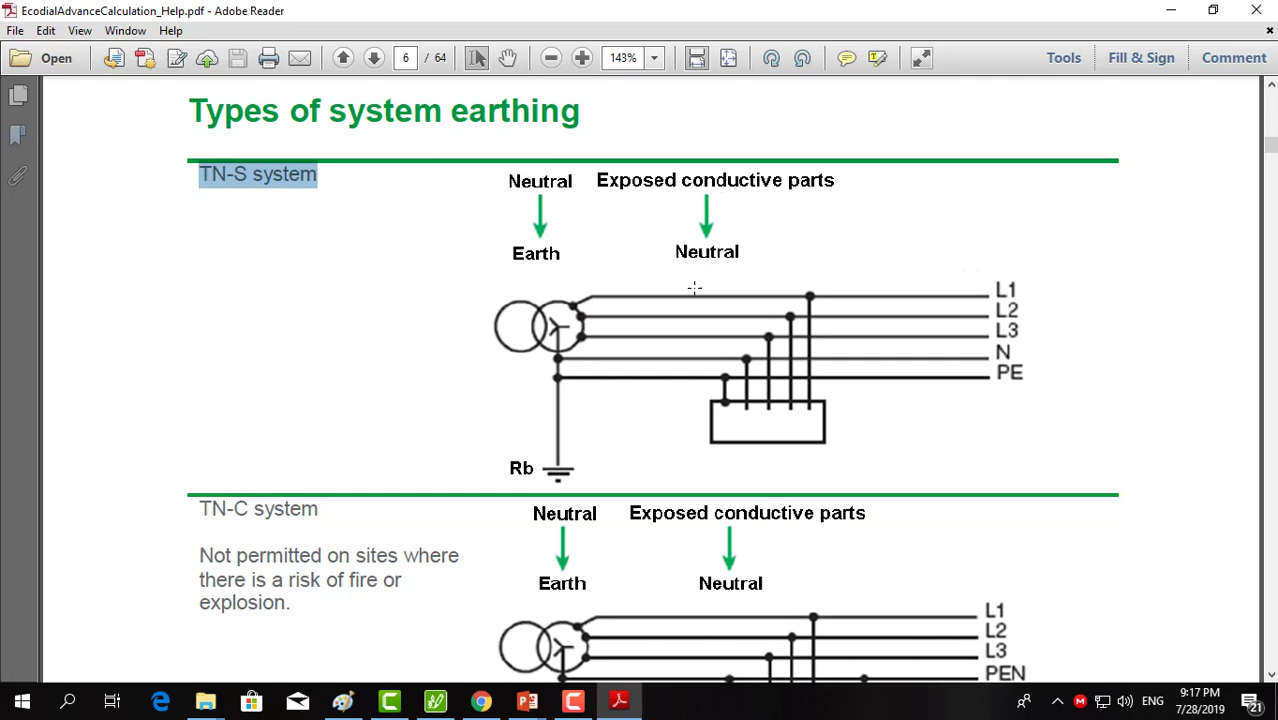 EcodialAdvanceCalculation_Help.pdf - Adobe Reader
File Edit View Window Help
Open 6 / 64 143% Tools Fill & Sign Comment
Types of system earthing
TN-S system
Neutral Exposed conductive parts
Earth Neutral
L1
L2
L3
N
PE
Rb
TN-C system
Neutral Exposed conductive parts
Not permitted on sites where
there is a risk of fire or
explosion.
Earth Neutral
L1
L2
L3
PEN
ENG
9:17 PM
7/28/2019
21